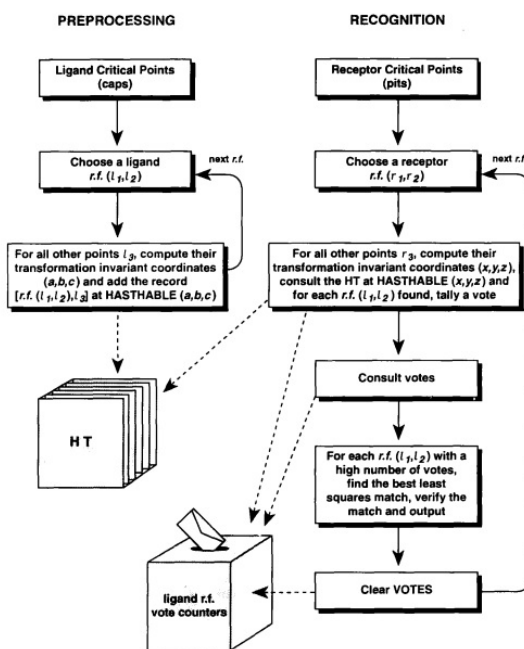 PREPROCESSING
Ligand Critical Points
(caps)
Choose a ligand
r.f. (l1,l2)
next r.f.
For all other points l3, compute their
transformation invariant coordinates
(a,b,c) and add the record
[r.f. (l1,l2),l3] at HASTHABLE (a,b,c)
H T
RECOGNITION
Receptor Critical Points
(pits)
Choose a receptor
r.f. (r1,r2)
next r.f.
For all other points r3, compute their
transformation invariant coordinates (x,y,z),
consult the HT at HASTHABLE (x,y,z) and
for each r.f. (l1,l2) found, tally a vote
Consult votes
For each r.f. (l1,l2) with a
high number of votes,
find the best least
squares match, verify the
match and output
Clear VOTES
ligand r.f.
vote counters